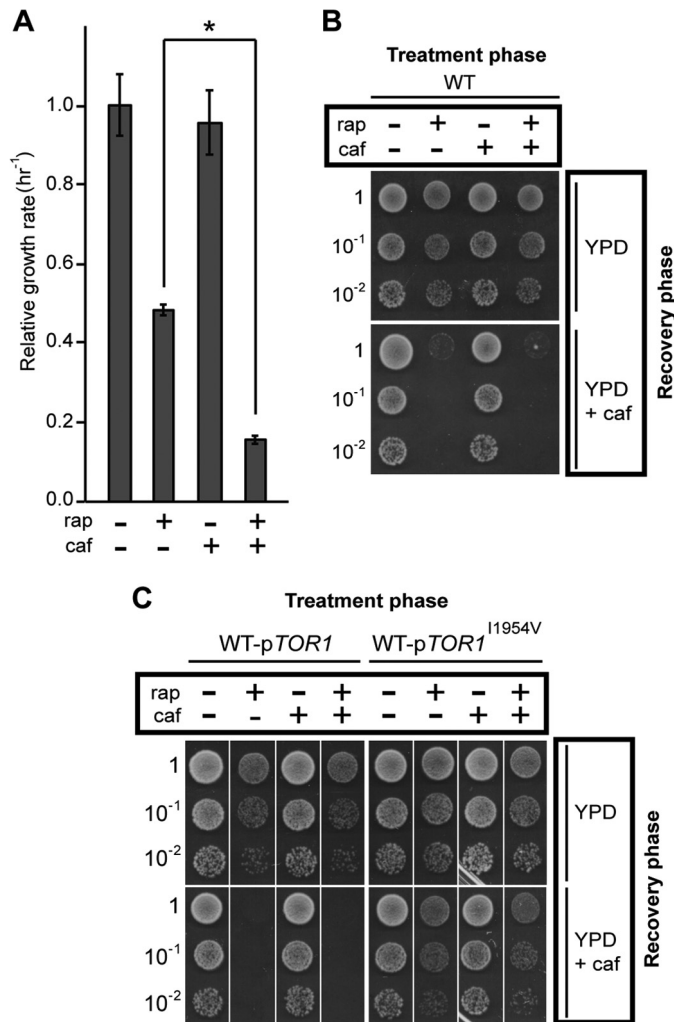 A
*
Relative growth rate (hr⁻¹)
1.0
0.8
0.6
0.4
0.2
0.0
rap - + - +
caf - - + +
B
Treatment phase
WT
rap - + - +
caf - - + +
1
10⁻¹
10⁻²
YPD
1
10⁻¹
10⁻²
YPD
+ caf
Recovery phase
C
Treatment phase
WT-pTOR1 WT-pTOR1^I1954V
rap - + - + - + - +
caf - - + + - - + +
1
10⁻¹
10⁻²
YPD
1
10⁻¹
10⁻²
YPD
+ caf
Recovery phase